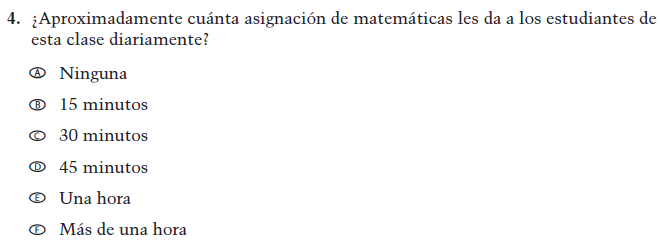 4. ¿Aproximadamente cuánta asignación de matemáticas les da a los estudiantes de
esta clase diariamente?
Ⓐ Ninguna
Ⓑ 15 minutos
Ⓒ 30 minutos
Ⓓ 45 minutos
Ⓔ Una hora
Ⓕ Más de una hora